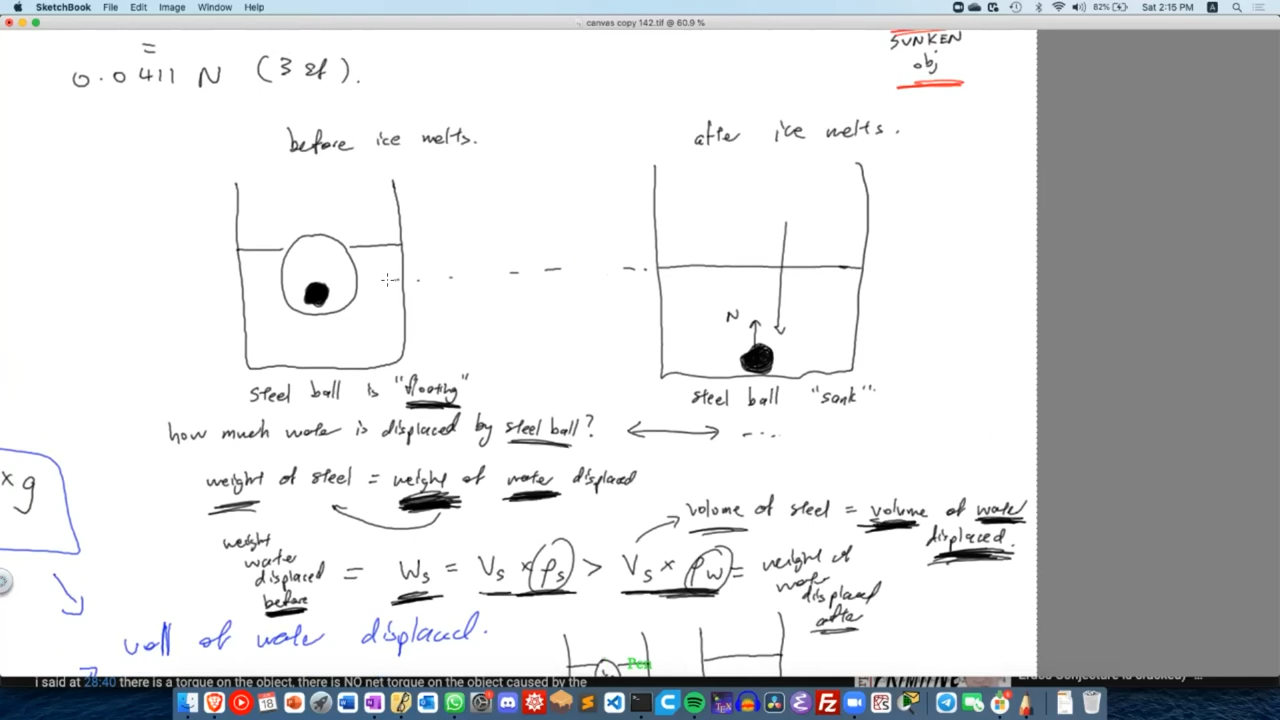 SketchBook File Edit Image Window Help
82% Sat 2:15 PM
canvas copy 142.tif @ 60.9 %
=
0.0411 N (3 sf).
SUNKEN
obj
before ice melts.
after ice melts.
N
steel ball is "floating"
steel ball "sank".
how much water is displaced by steel ball? ...
weight of steel = weight of water displaced
volume of steel = volume of water
displaced.
x g
weight
water
displaced
before
= Ws = Vs × ρs > Vs × ρw = weight of
water
displaced
after
vol of water displaced.
Pen
i said at 28:40 there is a torque on the object. there is NO net torque on the object caused by the
18